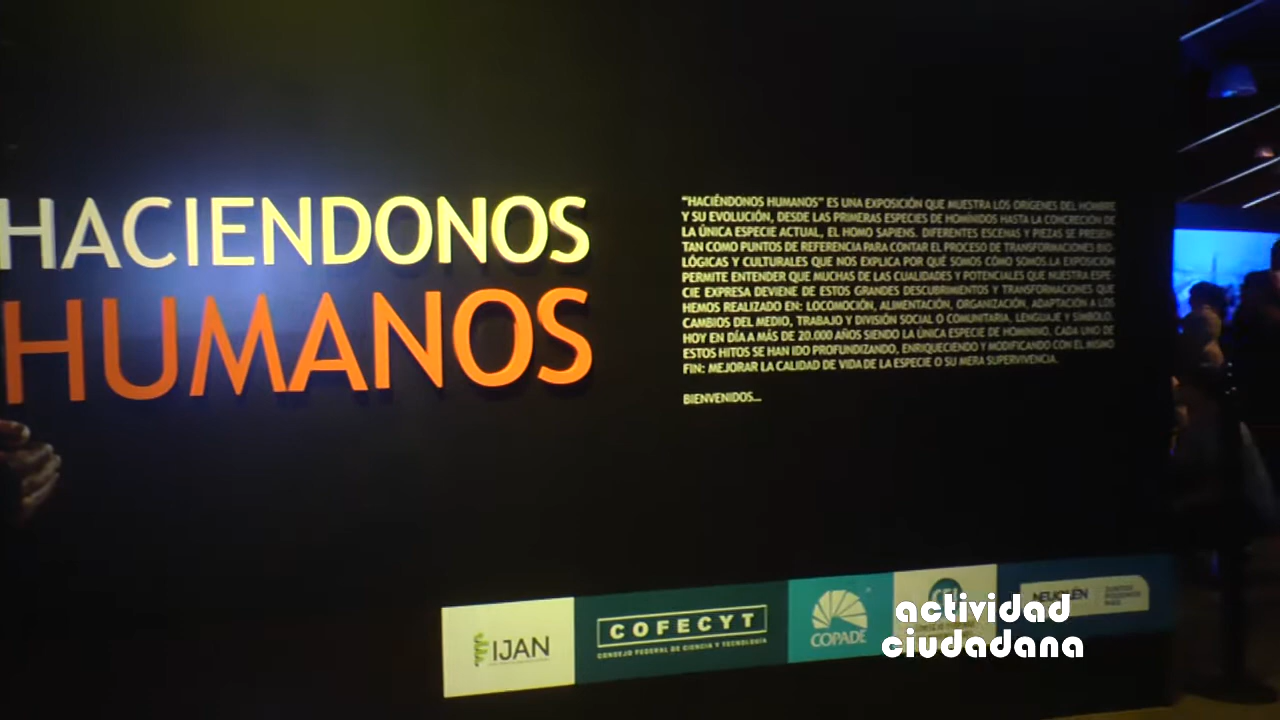 HACIENDONOS
HUMANOS
"HACIÉNDONOS HUMANOS" ES UNA EXPOSICIÓN QUE MUESTRA LOS ORÍGENES DEL HOMBRE
Y SU EVOLUCIÓN, DESDE LAS PRIMERAS ESPECIES DE HOMÍNIDOS HASTA LA CONCRECIÓN DE
LA ÚNICA ESPECIE ACTUAL, EL HOMO SAPIENS. DIFERENTES ESCENAS Y PIEZAS SE PRESEN-
TAN COMO PUNTOS DE REFERENCIA PARA CONTAR EL PROCESO DE TRANSFORMACIONES BIO-
LÓGICAS Y CULTURALES QUE NOS EXPLICA POR QUÉ SOMOS CÓMO SOMOS.LA EXPOSICIÓN
PERMITE ENTENDER QUE MUCHAS DE LAS CUALIDADES Y POTENCIALES QUE NUESTRA ESPE-
CIE EXPRESA DEVIENE DE ESTOS GRANDES DESCUBRIMIENTOS Y TRANSFORMACIONES QUE
HEMOS REALIZADO EN: LOCOMOCIÓN, ALIMENTACIÓN, ORGANIZACIÓN, ADAPTACIÓN A LOS
CAMBIOS DEL MEDIO, TRABAJO Y DIVISIÓN SOCIAL O COMUNITARIA, LENGUAJE Y SÍMBOLO.
HOY EN DÍA A MÁS DE 20.000 AÑOS SIENDO LA ÚNICA ESPECIE DE HOMININO. CADA UNO DE
ESTOS HITOS SE HAN IDO PROFUNDIZANDO, ENRIQUECIENDO Y MODIFICANDO CON EL MISMO
FIN: MEJORAR LA CALIDAD DE VIDA DE LA ESPECIE O SU MERA SUPERVIVENCIA.
BIENVENIDOS...
IJAN
COFECYT
CONSEJO FEDERAL DE CIENCIA Y TECNOLOGÍA
COPADE
CFI
NEUQUÉN
actividad
ciudadana